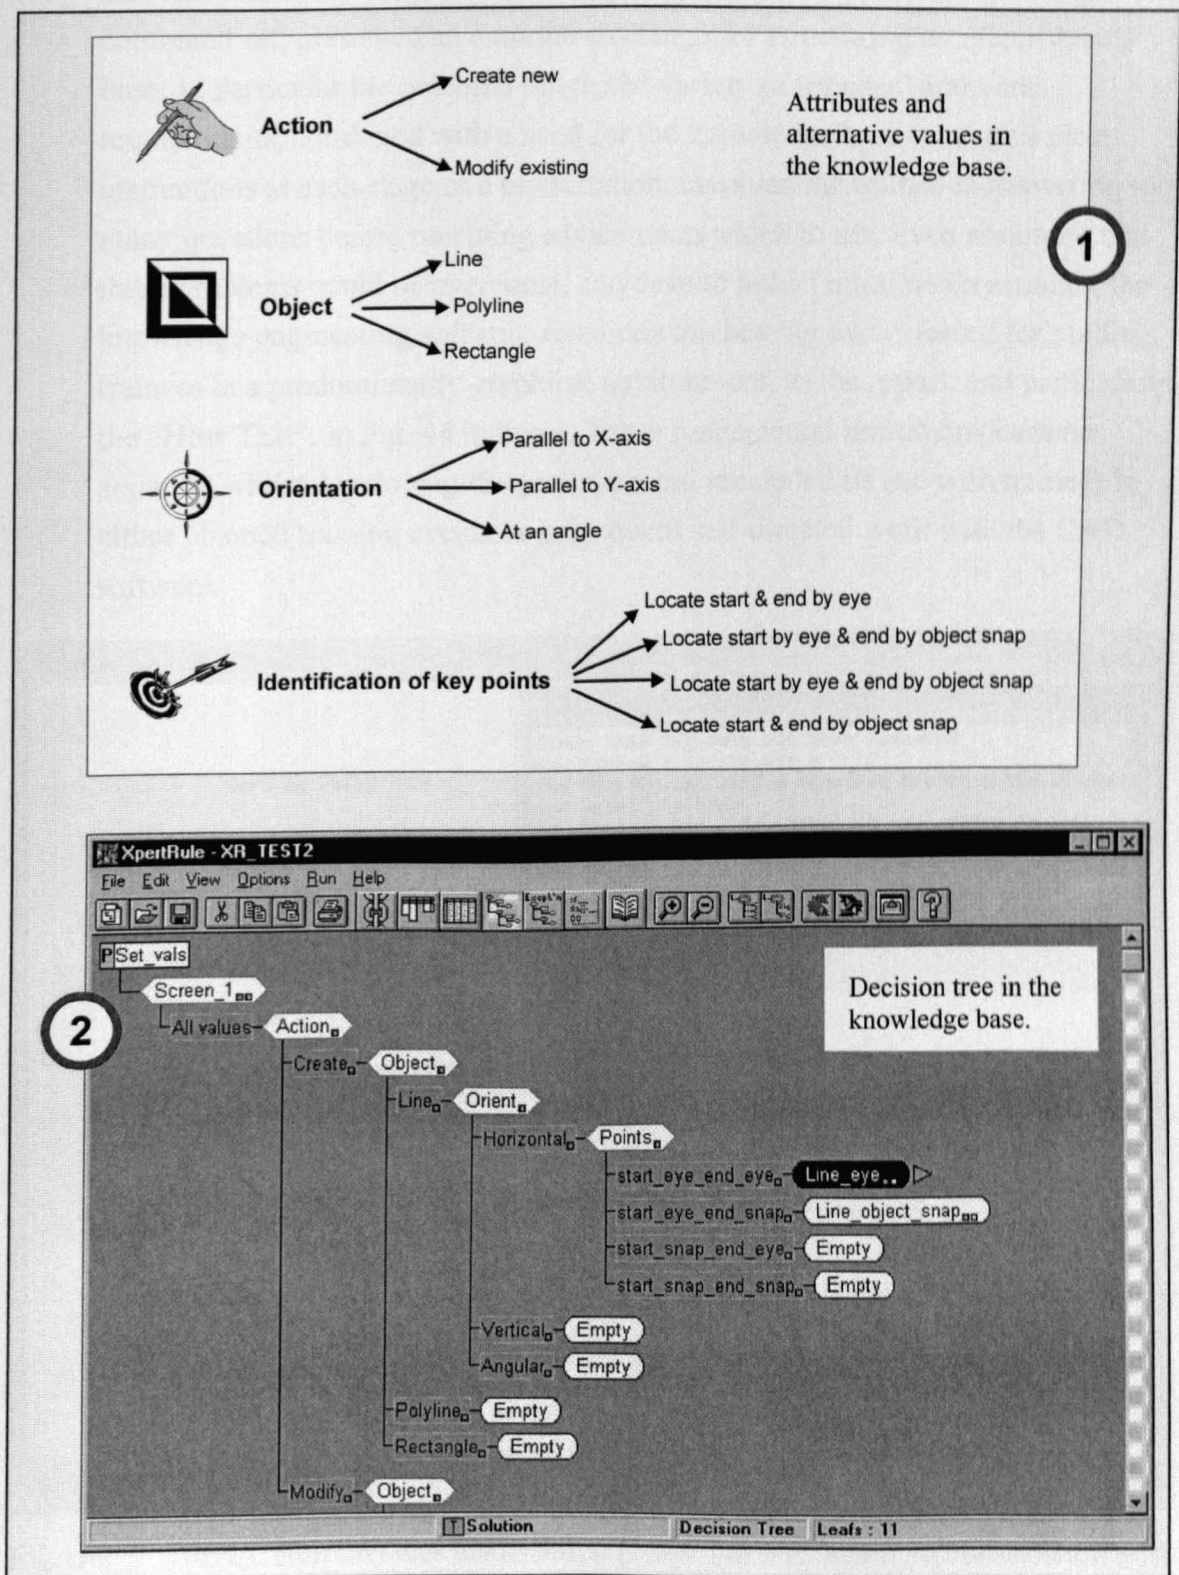 Create new
Action
Modify existing
Attributes and
alternative values in
the knowledge base.
1
Line
Object
Polyline
Rectangle
Parallel to X-axis
Orientation
Parallel to Y-axis
At an angle
Locate start & end by eye
Locate start by eye & end by object snap
Identification of key points
Locate start by eye & end by object snap
Locate start & end by object snap
XpertRule - XR_TEST2
File Edit View Options Run Help
P Set_vals
Screen_1
2
All values
Action
Decision tree in the
knowledge base.
Create
Object
Line
Orient
Horizontal
Points
start_eye_end_eye
Line_eye
start_eye_end_snap
Line_object_snap
start_snap_end_eye
Empty
start_snap_end_snap
Empty
Vertical
Empty
Angular
Empty
Polyline
Empty
Rectangle
Empty
Modify
Object
T Solution
Decision Tree
Leafs : 11